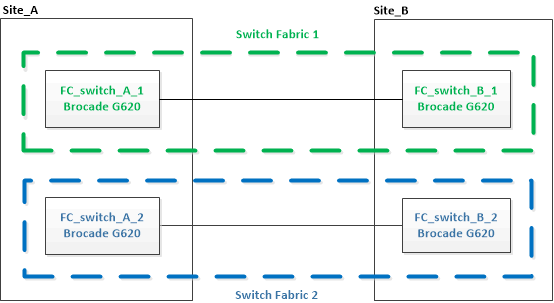 Site_A
Site_B
Switch Fabric 1
FC_switch_A_1
Brocade G620
FC_switch_B_1
Brocade G620
FC_switch_A_2
Brocade G620
FC_switch_B_2
Brocade G620
Switch Fabric 2